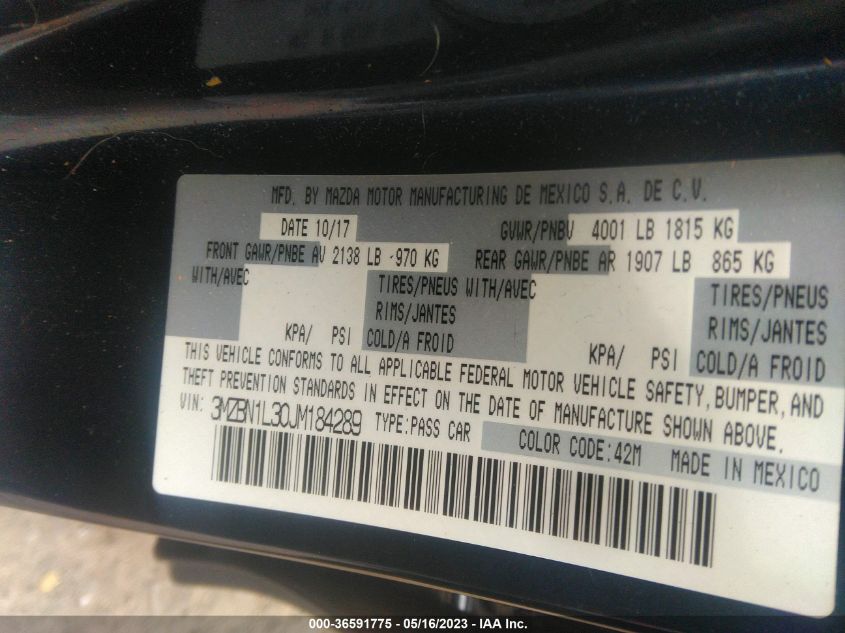 MFD. BY MAZDA MOTOR MANUFACTURING DE MEXICO S.A. DE C.V.
DATE 10/17 GVWR/PNBV 4001 LB 1815 KG
FRONT GAWR/PNBE AV 2138 LB 970 KG REAR GAWR/PNBE AR 1907 LB 865 KG
WITH/AVEC TIRES/PNEUS WITH/AVEC TIRES/PNEUS
RIMS/JANTES RIMS/JANTES
KPA/ PSI COLD/A FROID KPA/ PSI COLD/A FROID
THIS VEHICLE CONFORMS TO ALL APPLICABLE FEDERAL MOTOR VEHICLE SAFETY, BUMPER, AND
THEFT PREVENTION STANDARDS IN EFFECT ON THE DATE OF MANUFACTURE SHOWN ABOVE.
VIN: 3MZBN1L30JM184289 TYPE:PASS CAR COLOR CODE:42M MADE IN MEXICO
000-36591775 - 05/16/2023 - IAA Inc.